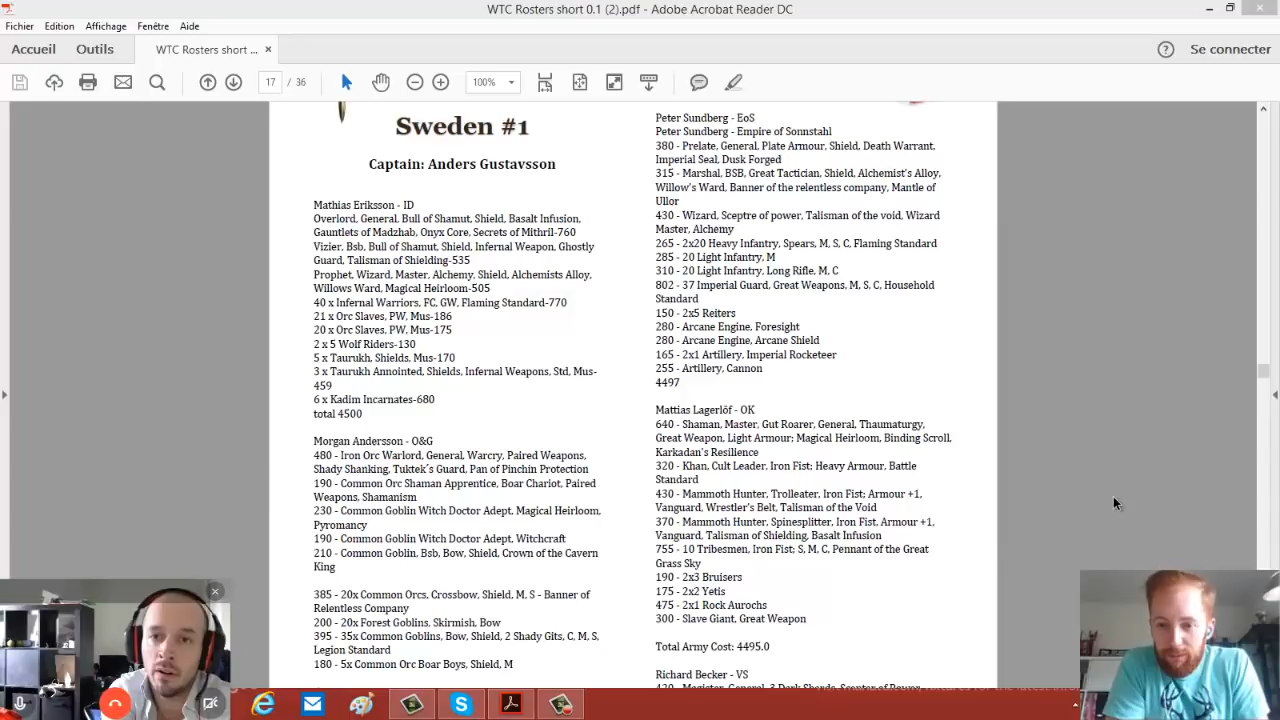 WTC Rosters short 0.1 (2).pdf - Adobe Acrobat Reader DC
Fichier Edition Affichage Fenêtre Aide
Accueil Outils WTC Rosters short ... × Se connecter
17 / 36 100%
Sweden #1
Captain: Anders Gustavsson
Mathias Eriksson - ID
Overlord, General, Bull of Shamut, Shield, Basalt Infusion,
Gauntlets of Madzhab, Onyx Core, Secrets of Mithril-760
Vizier, Bsb, Bull of Shamut, Shield, Infernal Weapon, Ghostly
Guard, Talisman of Shielding-535
Prophet, Wizard, Master, Alchemy, Shield, Alchemists Alloy,
Willows Ward, Magical Heirloom-505
40 x Infernal Warriors, FC, GW, Flaming Standard-770
21 x Orc Slaves, PW, Mus-186
20 x Orc Slaves, PW, Mus-175
2 x 5 Wolf Riders-130
5 x Taurukh, Shields, Mus-170
3 x Taurukh Annointed, Shields, Infernal Weapons, Std, Mus-
459
6 x Kadim Incarnates-680
total 4500
Morgan Andersson - O&G
480 - Iron Orc Warlord, General, Warcry, Paired Weapons,
Shady Shanking, Tuktek´s Guard, Pan of Pinchin Protection
190 - Common Orc Shaman Apprentice, Boar Chariot, Paired
Weapons, Shamanism
230 - Common Goblin Witch Doctor Adept, Magical Heirloom,
Pyromancy
190 - Common Goblin Witch Doctor Adept, Witchcraft
210 - Common Goblin, Bsb, Bow, Shield, Crown of the Cavern
King
385 - 20x Common Orcs, Crossbow, Shield, M, S - Banner of
Relentless Company
200 - 20x Forest Goblins, Skirmish, Bow
395 - 35x Common Goblins, Bow, Shield, 2 Shady Gits, C, M, S,
Legion Standard
180 - 5x Common Orc Boar Boys, Shield, M
Peter Sundberg - EoS
Peter Sundberg - Empire of Sonnstahl
380 - Prelate, General, Plate Armour, Shield, Death Warrant,
Imperial Seal, Dusk Forged
315 - Marshal, BSB, Great Tactician, Shield, Alchemist's Alloy,
Willow's Ward, Banner of the relentless company, Mantle of
Ullor
430 - Wizard, Sceptre of power, Talisman of the void, Wizard
Master, Alchemy
265 - 2x20 Heavy Infantry, Spears, M, S, C, Flaming Standard
285 - 20 Light Infantry, M
310 - 20 Light Infantry, Long Rifle, M, C
802 - 37 Imperial Guard, Great Weapons, M, S, C, Household
Standard
150 - 2x5 Reiters
280 - Arcane Engine, Foresight
280 - Arcane Engine, Arcane Shield
165 - 2x1 Artillery, Imperial Rocketeer
255 - Artillery, Cannon
4497
Mattias Lagerlöf - OK
640 - Shaman, Master, Gut Roarer, General, Thaumaturgy,
Great Weapon, Light Armour; Magical Heirloom, Binding Scroll,
Karkadan's Resilience
320 - Khan, Cult Leader, Iron Fist; Heavy Armour, Battle
Standard
430 - Mammoth Hunter, Trolleater, Iron Fist; Armour +1,
Vanguard, Wrestler's Belt, Talisman of the Void
370 - Mammoth Hunter, Spinesplitter, Iron Fist, Armour +1,
Vanguard, Talisman of Shielding, Basalt Infusion
755 - 10 Tribesmen, Iron Fist; S, M, C, Pennant of the Great
Grass Sky
190 - 2x3 Bruisers
175 - 2x2 Yetis
475 - 2x1 Rock Aurochs
300 - Slave Giant, Great Weapon
Total Army Cost: 4495.0
Richard Becker - VS